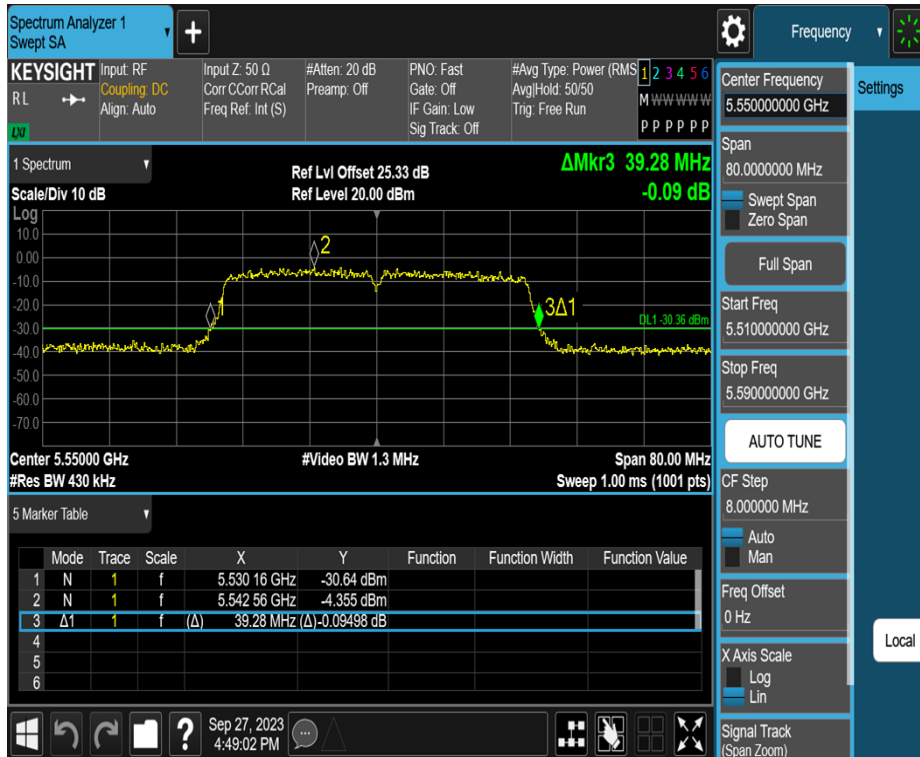 Spectrum Analyzer 1
Swept SA
+
Frequency
KEYSIGHT
RL
LXI
Input: RF
Coupling: DC
Align: Auto
Input Z: 50 Ω
Corr CCorr RCal
Freq Ref: Int (S)
#Atten: 20 dB
Preamp: Off
PNO: Fast
Gate: Off
IF Gain: Low
Sig Track: Off
#Avg Type: Power (RMS
Avg|Hold: 50/50
Trig: Free Run
1 2 3 4 5 6
M W W W W W
P P P P P P
1 Spectrum
Scale/Div 10 dB
Ref Lvl Offset 25.33 dB
Ref Level 20.00 dBm
ΔMkr3 39.28 MHz
-0.09 dB
Log
10.0
0.00
-10.0
-20.0
-30.0
-40.0
-50.0
-60.0
-70.0
1
2
3Δ1
DL1 -30.36 dBm
Center 5.55000 GHz
#Video BW 1.3 MHz
Span 80.00 MHz
#Res BW 430 kHz
Sweep 1.00 ms (1001 pts)
5 Marker Table
Mode Trace Scale X Y Function Function Width Function Value
1 N 1 f 5.530 16 GHz -30.64 dBm
2 N 1 f 5.542 56 GHz -4.355 dBm
3 Δ1 1 f (Δ) 39.28 MHz (Δ) -0.09498 dB
4
5
6
?
Sep 27, 2023
4:49:02 PM
Center Frequency
5.550000000 GHz
Span
80.0000000 MHz
Swept Span
Zero Span
Full Span
Start Freq
5.510000000 GHz
Stop Freq
5.590000000 GHz
AUTO TUNE
CF Step
8.000000 MHz
Auto
Man
Freq Offset
0 Hz
X Axis Scale
Log
Lin
Signal Track
(Span Zoom)
Settings
Local